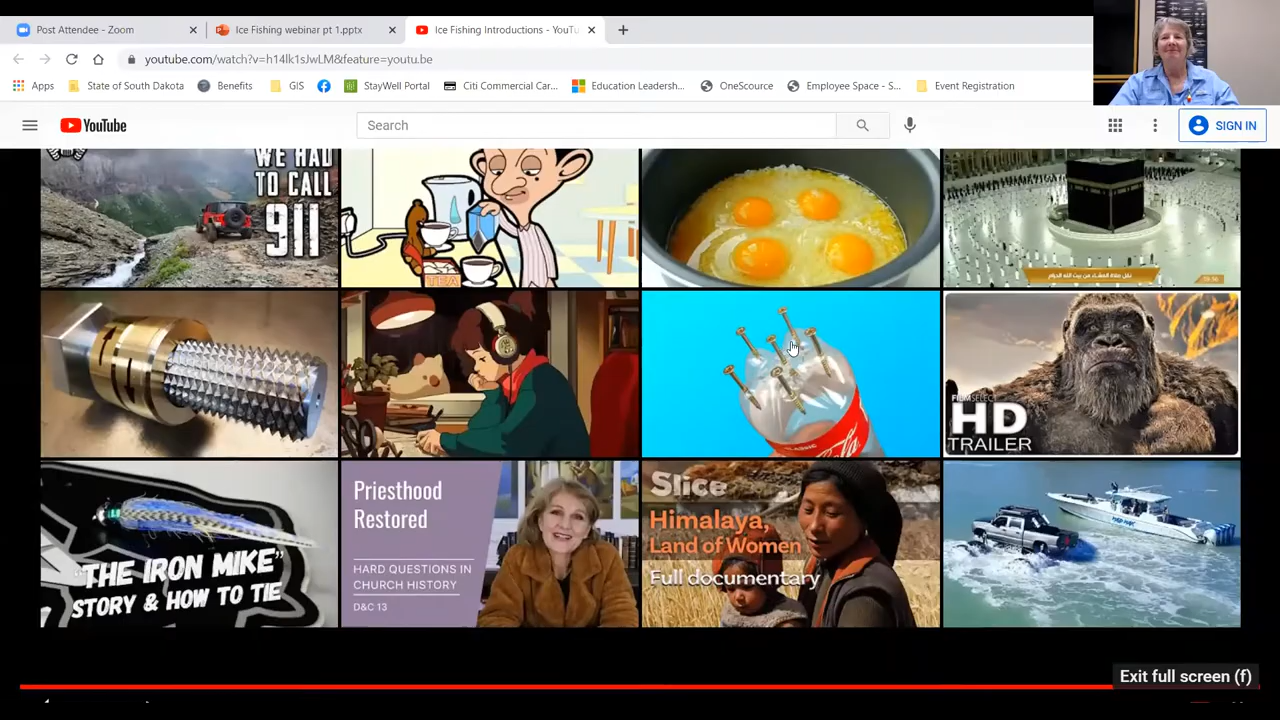 Post Attendee - Zoom
Ice Fishing webinar pt 1.pptx
Ice Fishing Introductions - YouTu
youtube.com/watch?v=h14lk1sJwLM&feature=youtu.be
Apps
State of South Dakota
Benefits
GIS
StayWell Portal
Citi Commercial Car...
Education Leadersh...
OneScource
Employee Space - S...
Event Registration
YouTube
Search
SIGN IN
WE HAD
TO CALL
911
TEA
FILMSELECT
HD
TRAILER
"THE IRON MIKE"
STORY & HOW TO TIE
Priesthood
Restored
HARD QUESTIONS IN
CHURCH HISTORY
D&C 13
Slice
Himalaya,
Land of Women
Full documentary
Exit full screen (f)